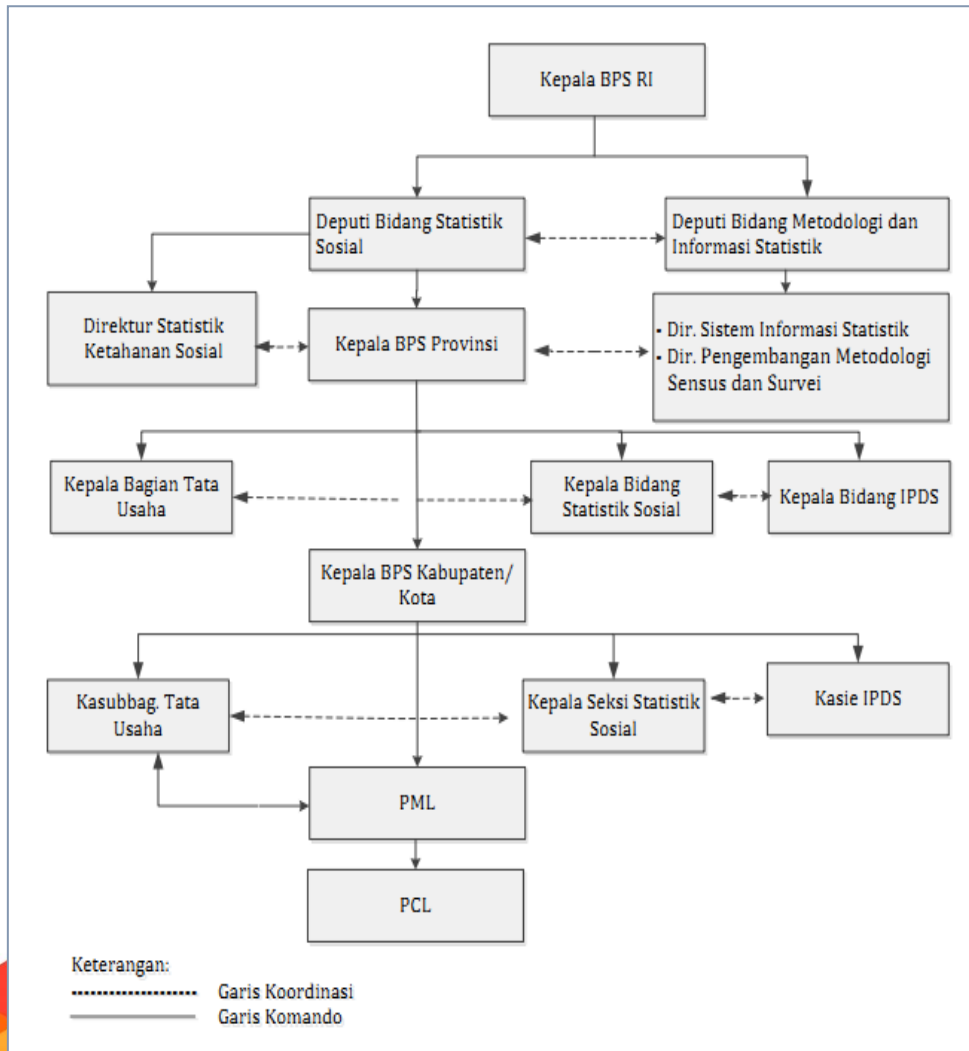 Kepala BPS RI
Deputi Bidang Statistik
Sosial
Deputi Bidang Metodologi dan
Informasi Statistik
Direktur Statistik
Ketahanan Sosial
Kepala BPS Provinsi
- Dir. Sistem Informasi Statistik
- Dir. Pengembangan Metodologi
Sensus dan Survei
Kepala Bagian Tata
Usaha
Kepala Bidang
Statistik Sosial
Kepala Bidang IPDS
Kepala BPS Kabupaten/
Kota
Kasubbag. Tata
Usaha
Kepala Seksi Statistik
Sosial
Kasie IPDS
PML
PCL
Keterangan:
Garis Koordinasi
Garis Komando